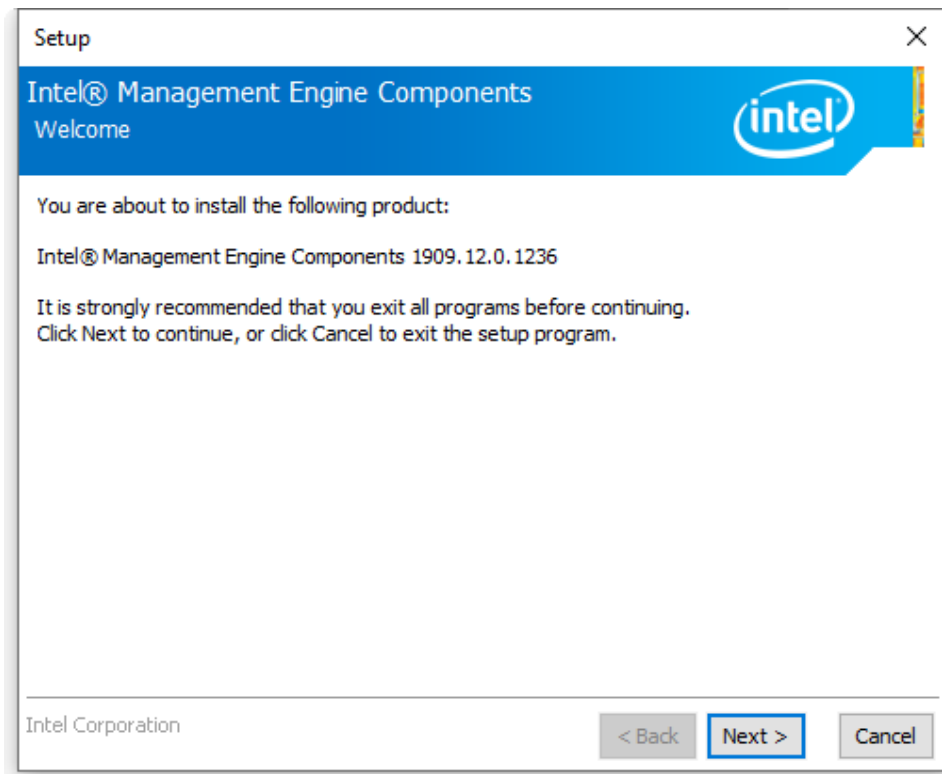 Setup
Intel® Management Engine Components
Welcome
intel
You are about to install the following product:
Intel® Management Engine Components 1909.12.0.1236
It is strongly recommended that you exit all programs before continuing.
Click Next to continue, or click Cancel to exit the setup program.
Intel Corporation
< Back Next > Cancel